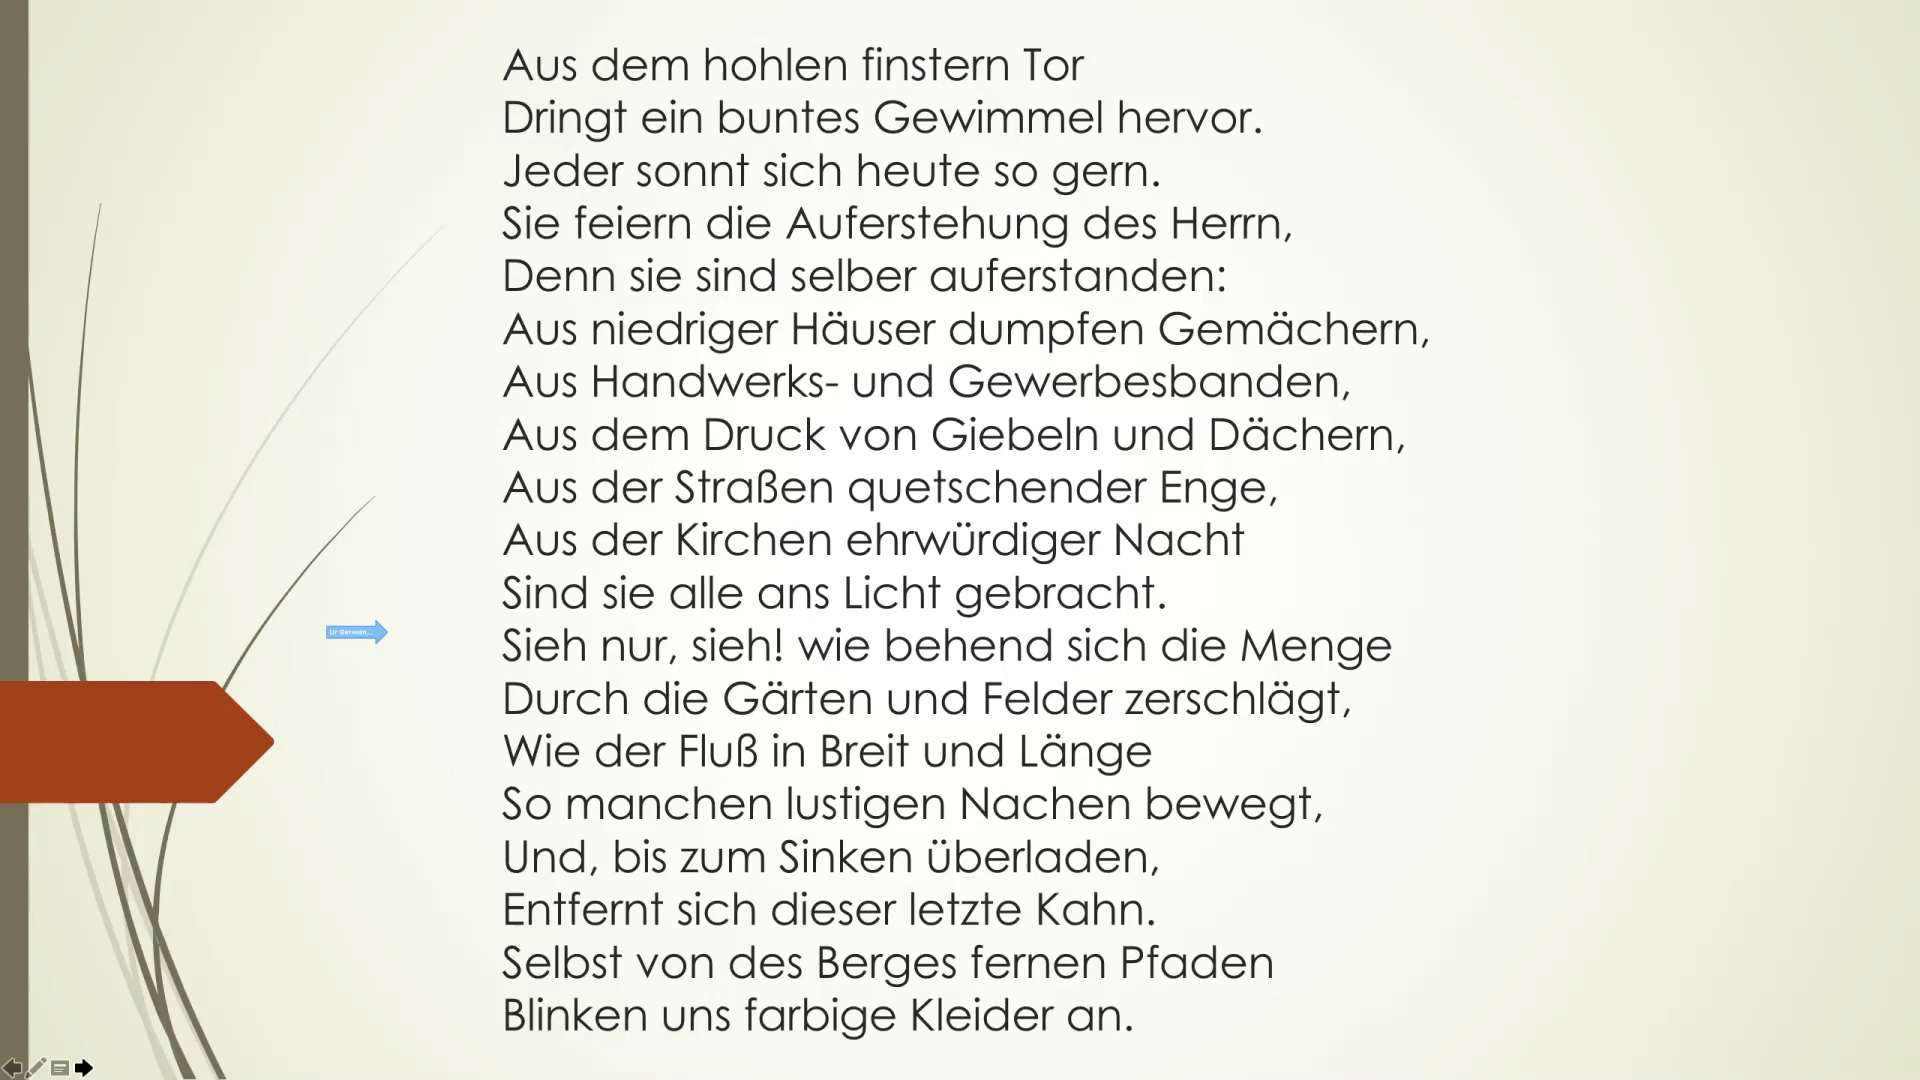 Aus dem hohlen finstern Tor
Dringt ein buntes Gewimmel hervor.
Jeder sonnt sich heute so gern.
Sie feiern die Auferstehung des Herrn,
Denn sie sind selber auferstanden:
Aus niedriger Häuser dumpfen Gemächern,
Aus Handwerks- und Gewerbesbanden,
Aus dem Druck von Giebeln und Dächern,
Aus der Straßen quetschender Enge,
Aus der Kirchen ehrwürdiger Nacht
Sind sie alle ans Licht gebracht.
Ur German...
Sieh nur, sieh! wie behend sich die Menge
Durch die Gärten und Felder zerschlägt,
Wie der Fluß in Breit und Länge
So manchen lustigen Nachen bewegt,
Und, bis zum Sinken überladen,
Entfernt sich dieser letzte Kahn.
Selbst von des Berges fernen Pfaden
Blinken uns farbige Kleider an.